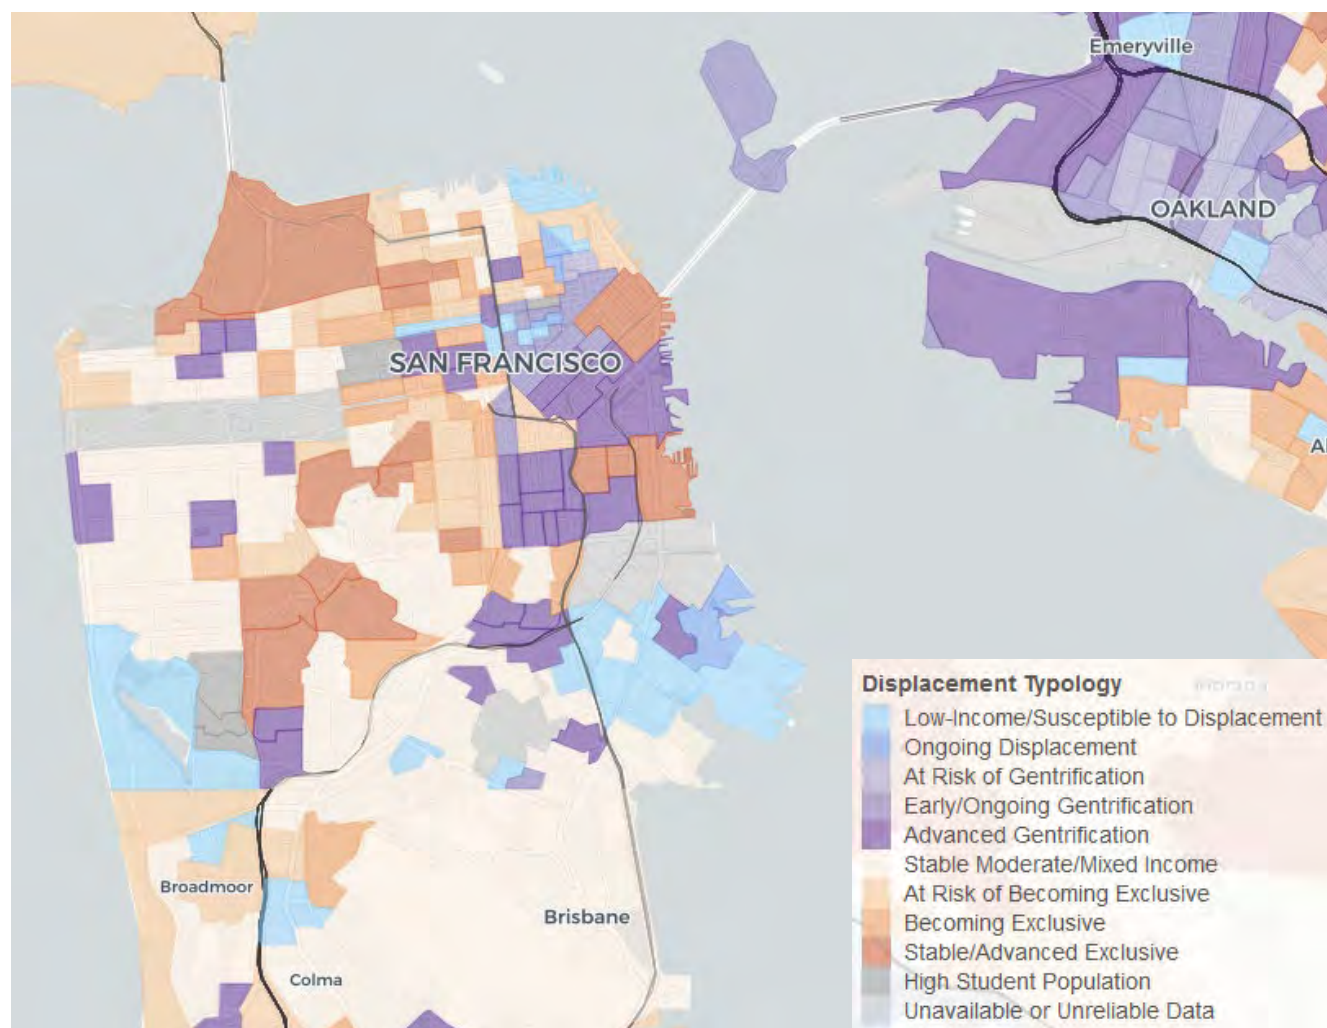 Emeryville
OAKLAND
SAN FRANCISCO
A
Displacement Typology
Low-Income/Susceptible to Displacement
Ongoing Displacement
At Risk of Gentrification
Early/Ongoing Gentrification
Advanced Gentrification
Stable Moderate/Mixed Income
At Risk of Becoming Exclusive
Becoming Exclusive
Stable/Advanced Exclusive
High Student Population
Unavailable or Unreliable Data
Broadmoor
Brisbane
Colma